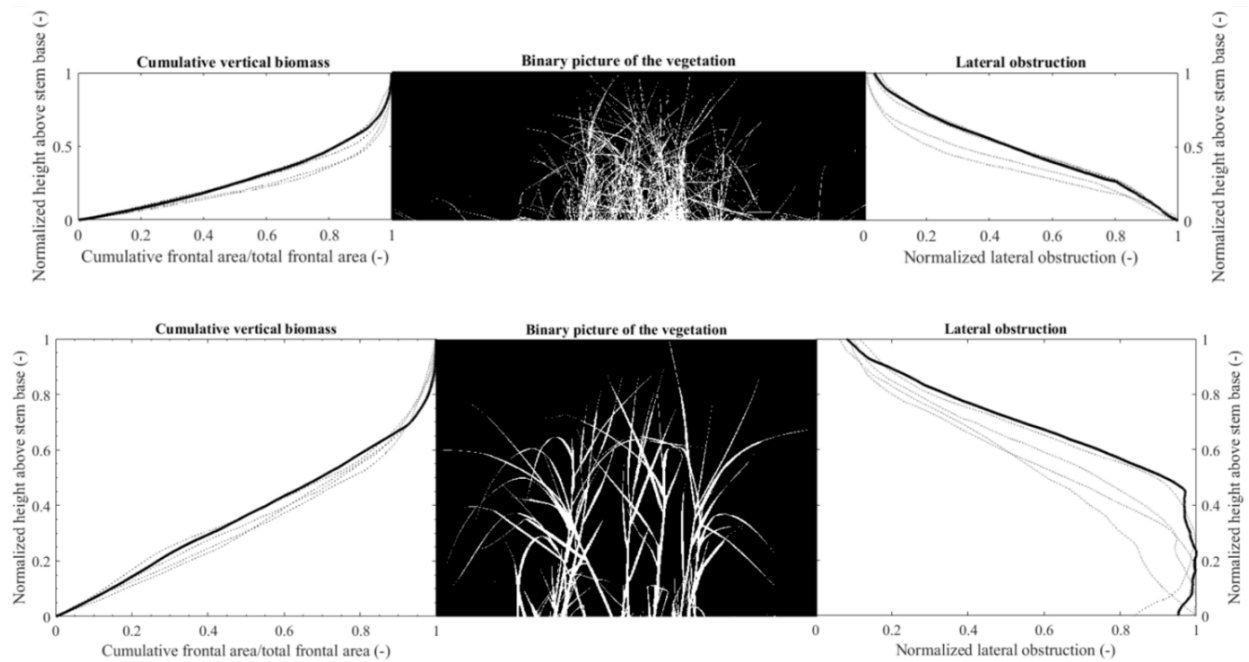 Cumulative vertical biomass
Binary picture of the vegetation
Lateral obstruction
Normalized height above stem base (-)
1
0.5
0
0 0.2 0.4 0.6 0.8 1
Cumulative frontal area/total frontal area (-)
0 0.2 0.4 0.6 0.8 1
Normalized lateral obstruction (-)
1
0.5
0
Normalized height above stem base (-)
Cumulative vertical biomass
Binary picture of the vegetation
Lateral obstruction
Normalized height above stem base (-)
1
0.8
0.6
0.4
0.2
0
0 0.2 0.4 0.6 0.8 1
Cumulative frontal area/total frontal area (-)
0 0.2 0.4 0.6 0.8 1
Normalized lateral obstruction (-)
1
0.8
0.6
0.4
0.2
0
Normalized height above stem base (-)